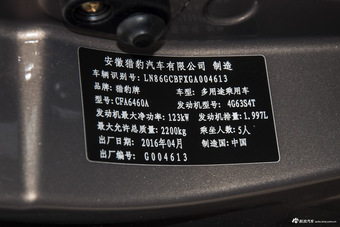 安徽猎豹汽车有限公司 制造
车辆识别号: LN86GCBFXGA004613
品牌: 猎豹牌 车型: 多用途乘用车
型号: CFA6460A 发动机型号: 4G63S4T
发动机最大净功率: 123kW 发动机排量: 1.997L
最大允许总质量: 2200kg 乘坐人数: 5人
出厂日期: 2016年04月 制造国: 中国
出厂编号: G004613